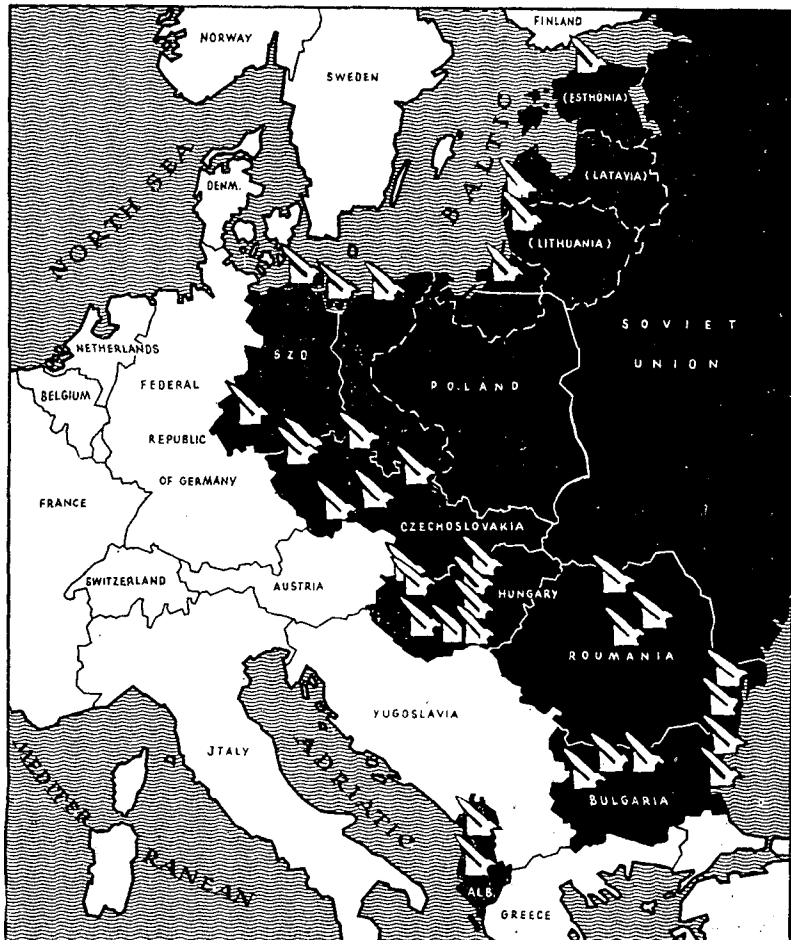 NORWAY
FINLAND
SWEDEN
(ESTHONIA)
BALTIC
NORTH SEA
DENM.
(LATAVIA)
(LITHUANIA)
SOVIET
UNION
NETHERLANDS
SZO
POLAND
BELGIUM
FEDERAL
REPUBLIC
OF GERMANY
FRANCE
CZECHOSLOVAKIA
SWITZERLAND
AUSTRIA
HUNGARY
ROUMANIA
YUGOSLAVIA
JTALY
ADRIATIC
MEDITER
RANEAN
BULGARIA
ALB.
GREECE